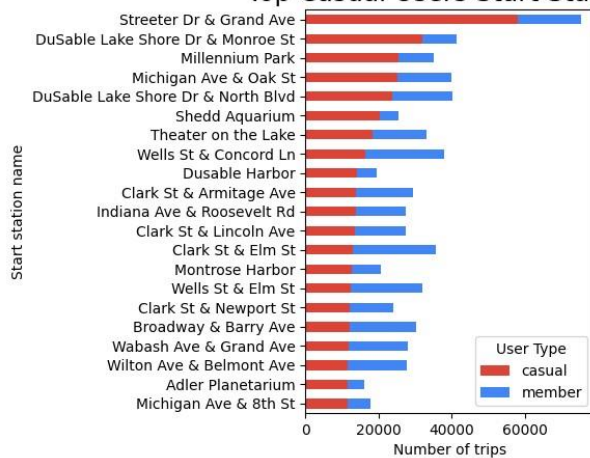 Top Casual Users Start Sta
Streeter Dr & Grand Ave
DuSable Lake Shore Dr & Monroe St
Millennium Park
Michigan Ave & Oak St
DuSable Lake Shore Dr & North Blvd
Shedd Aquarium
Theater on the Lake
Wells St & Concord Ln
Dusable Harbor
Clark St & Armitage Ave
Indiana Ave & Roosevelt Rd
Clark St & Lincoln Ave
Clark St & Elm St
Montrose Harbor
Wells St & Elm St
Clark St & Newport St
Broadway & Barry Ave
Wabash Ave & Grand Ave
Wilton Ave & Belmont Ave
Adler Planetarium
Michigan Ave & 8th St
Start station name
User Type
casual
member
0 20000 40000 60000
Number of trips